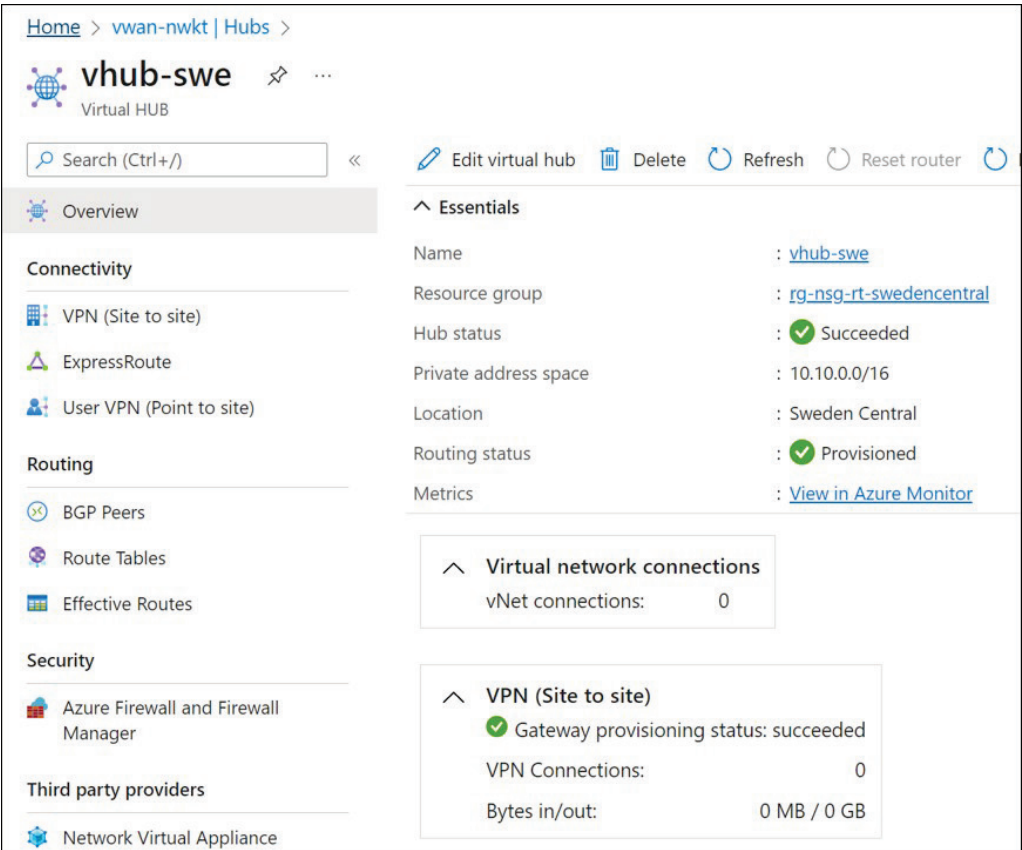 Home > vwan-nwkt | Hubs >
vhub-swe
Virtual HUB
Search (Ctrl+/)
Overview
Connectivity
VPN (Site to site)
ExpressRoute
User VPN (Point to site)
Routing
BGP Peers
Route Tables
Effective Routes
Security
Azure Firewall and Firewall
Manager
Third party providers
Network Virtual Appliance
Edit virtual hub Delete Refresh Reset router
Essentials
Name : vhub-swe
Resource group : rg-nsg-rt-swedencentral
Hub status : Succeeded
Private address space : 10.10.0.0/16
Location : Sweden Central
Routing status : Provisioned
Metrics : View in Azure Monitor
Virtual network connections
vNet connections: 0
VPN (Site to site)
Gateway provisioning status: succeeded
VPN Connections: 0
Bytes in/out: 0 MB / 0 GB